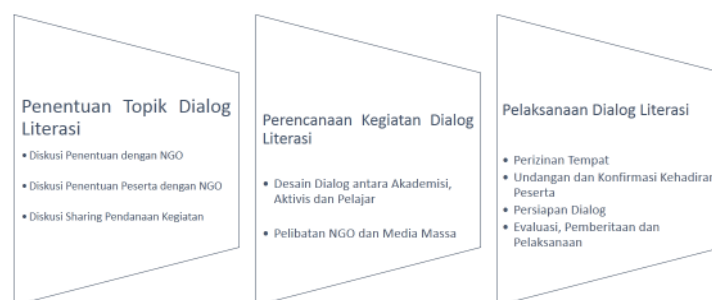 Penentuan Topik Dialog
Literasi
• Diskusi Penentuan dengan NGO
• Diskusi Penentuan Peserta dengan NGO
• Diskusi Sharing Pendanaan Kegiatan
Perencanaan Kegiatan Dialog
Literasi
• Desain Dialog antara Akademisi,
Aktivis dan Pelajar
• Pelibatan NGO dan Media Massa
Pelaksanaan Dialog Literasi
• Perizinan Tempat
• Undangan dan Konfirmasi Kehadiran
Peserta
• Persiapan Dialog
• Evaluasi, Pemberitaan dan
Pelaksanaan